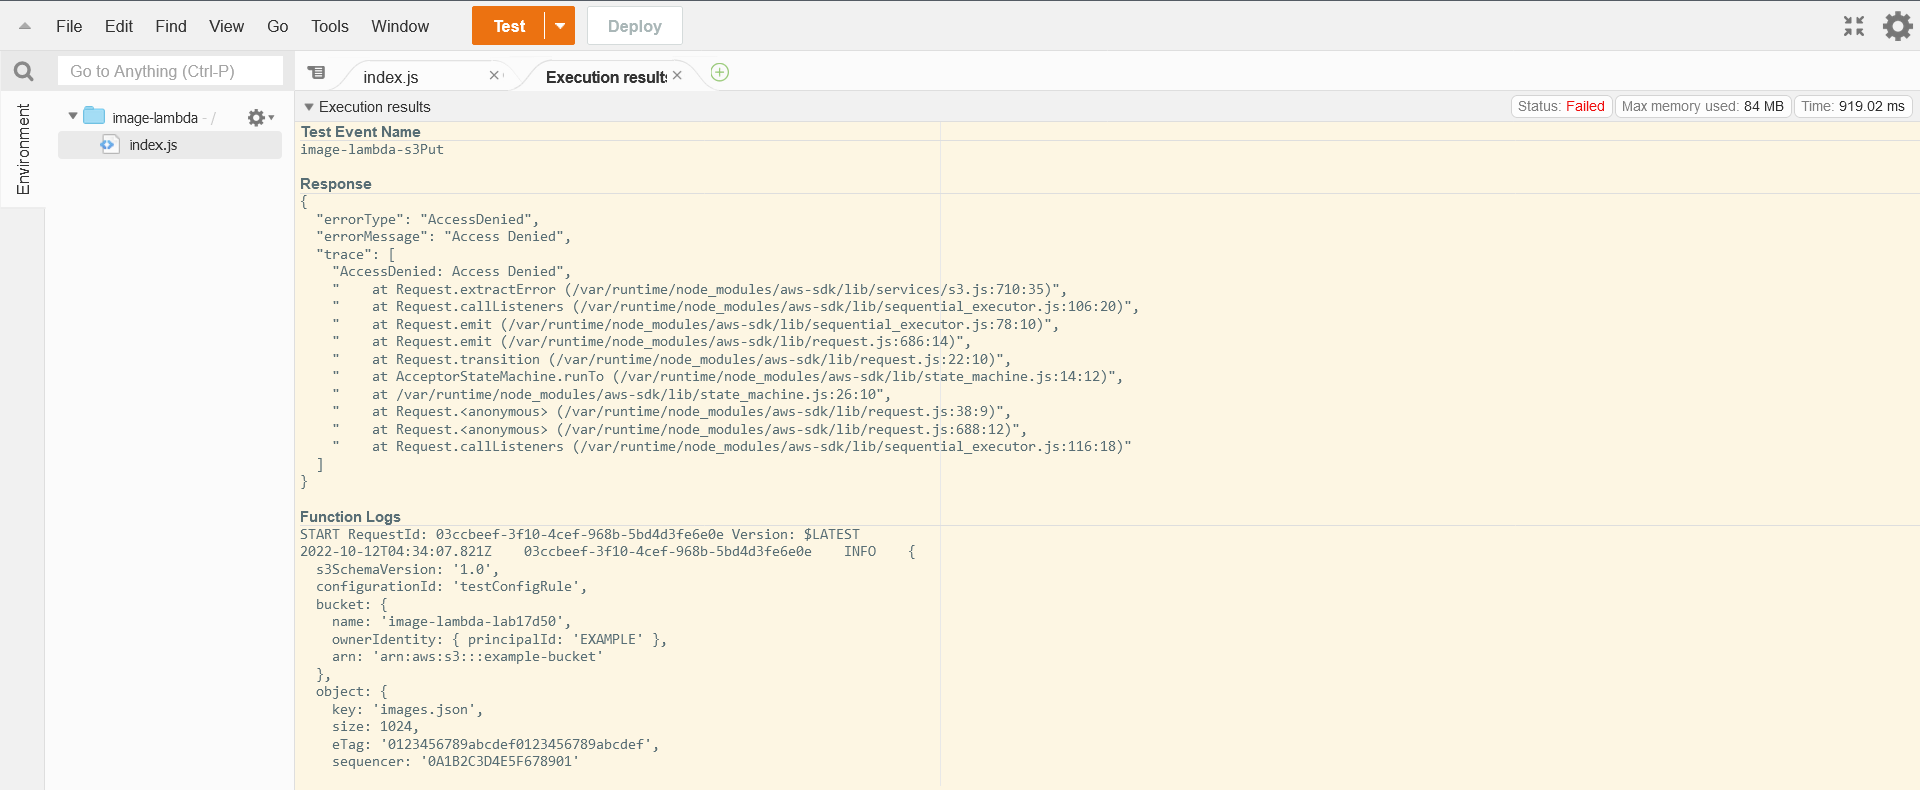 File Edit Find View Go Tools Window Test Deploy
Go to Anything (Ctrl-P) index.js Execution results
Environment
image-lambda - /
index.js
Execution results Status: Failed Max memory used: 84 MB Time: 919.02 ms
Test Event Name
image-lambda-s3Put
Response
{
"errorType": "AccessDenied",
"errorMessage": "Access Denied",
"trace": [
"AccessDenied: Access Denied",
"    at Request.extractError (/var/runtime/node_modules/aws-sdk/lib/services/s3.js:710:35)",
"    at Request.callListeners (/var/runtime/node_modules/aws-sdk/lib/sequential_executor.js:106:20)",
"    at Request.emit (/var/runtime/node_modules/aws-sdk/lib/sequential_executor.js:78:10)",
"    at Request.emit (/var/runtime/node_modules/aws-sdk/lib/request.js:686:14)",
"    at Request.transition (/var/runtime/node_modules/aws-sdk/lib/request.js:22:10)",
"    at AcceptorStateMachine.runTo (/var/runtime/node_modules/aws-sdk/lib/state_machine.js:14:12)",
"    at /var/runtime/node_modules/aws-sdk/lib/state_machine.js:26:10",
"    at Request.<anonymous> (/var/runtime/node_modules/aws-sdk/lib/request.js:38:9)",
"    at Request.<anonymous> (/var/runtime/node_modules/aws-sdk/lib/request.js:688:12)",
"    at Request.callListeners (/var/runtime/node_modules/aws-sdk/lib/sequential_executor.js:116:18)"
]
}
Function Logs
START RequestId: 03ccbeef-3f10-4cef-968b-5bd4d3fe6e0e Version: $LATEST
2022-10-12T04:34:07.821Z    03ccbeef-3f10-4cef-968b-5bd4d3fe6e0e    INFO    {
s3SchemaVersion: '1.0',
configurationId: 'testConfigRule',
bucket: {
name: 'image-lambda-lab17d50',
ownerIdentity: { principalId: 'EXAMPLE' },
arn: 'arn:aws:s3:::example-bucket'
},
object: {
key: 'images.json',
size: 1024,
eTag: '0123456789abcdef0123456789abcdef',
sequencer: '0A1B2C3D4E5F678901'